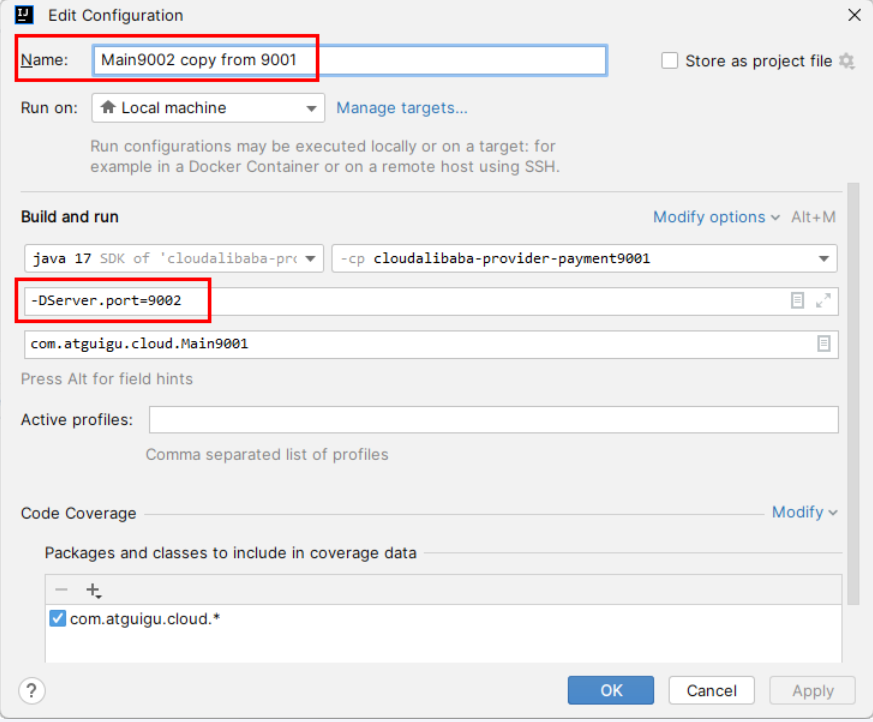 Edit Configuration
Name: Main9002 copy from 9001 Store as project file
Run on: Local machine Manage targets...
Run configurations may be executed locally or on a target: for
example in a Docker Container or on a remote host using SSH.
Build and run Modify options Alt+M
java 17 SDK of 'cloudalibaba-pro -cp cloudalibaba-provider-payment9001
-DServer.port=9002
com.atguigu.cloud.Main9001
Press Alt for field hints
Active profiles:
Comma separated list of profiles
Code Coverage Modify
Packages and classes to include in coverage data
com.atguigu.cloud.*
? OK Cancel Apply